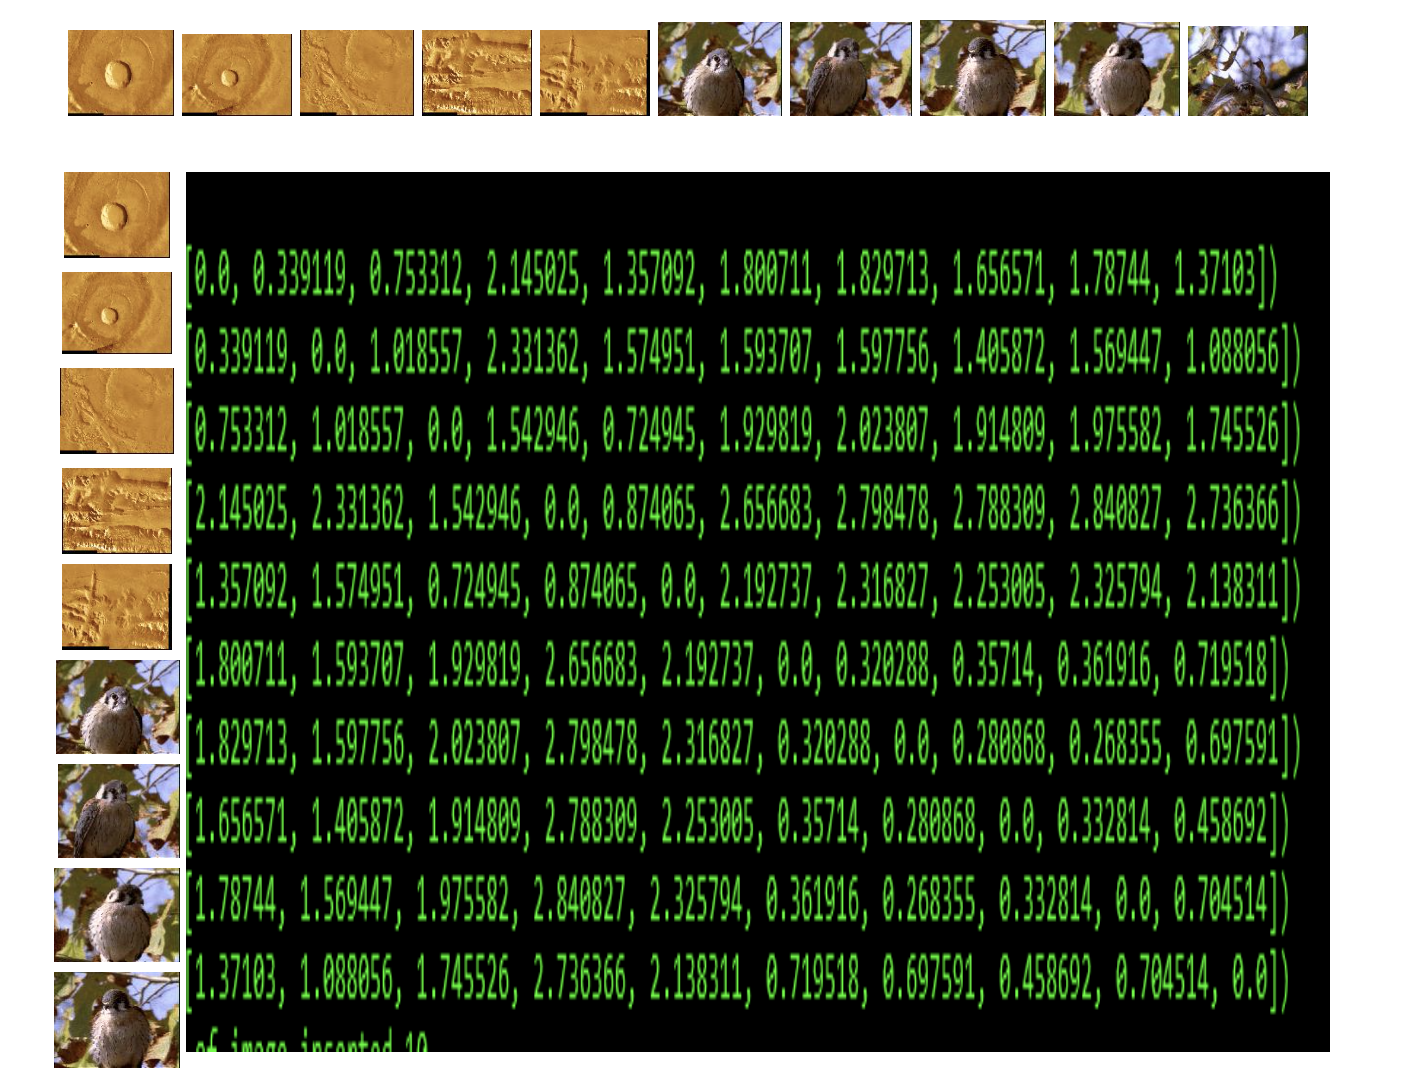 [0.0, 0.339119, 0.753312, 2.145025, 1.357092, 1.800711, 1.829713, 1.656571, 1.78744, 1.37103])
[0.339119, 0.0, 1.018557, 2.331362, 1.574951, 1.593707, 1.597756, 1.405872, 1.569447, 1.088056])
[0.753312, 1.018557, 0.0, 1.542946, 0.724945, 1.929819, 2.023807, 1.914809, 1.975582, 1.745526])
[2.145025, 2.331362, 1.542946, 0.0, 0.874065, 2.656683, 2.798478, 2.788309, 2.840827, 2.736366])
[1.357092, 1.574951, 0.724945, 0.874065, 0.0, 2.192737, 2.316827, 2.253005, 2.325794, 2.138311])
[1.800711, 1.593707, 1.929819, 2.656683, 2.192737, 0.0, 0.320288, 0.35714, 0.361916, 0.719518])
[1.829713, 1.597756, 2.023807, 2.798478, 2.316827, 0.320288, 0.0, 0.280868, 0.268355, 0.697591])
[1.656571, 1.405872, 1.914809, 2.788309, 2.253005, 0.35714, 0.280868, 0.0, 0.332814, 0.458692])
[1.78744, 1.569447, 1.975582, 2.840827, 2.325794, 0.361916, 0.268355, 0.332814, 0.0, 0.704514])
[1.37103, 1.088056, 1.745526, 2.736366, 2.138311, 0.719518, 0.697591, 0.458692, 0.704514, 0.0])
of image inserted 10